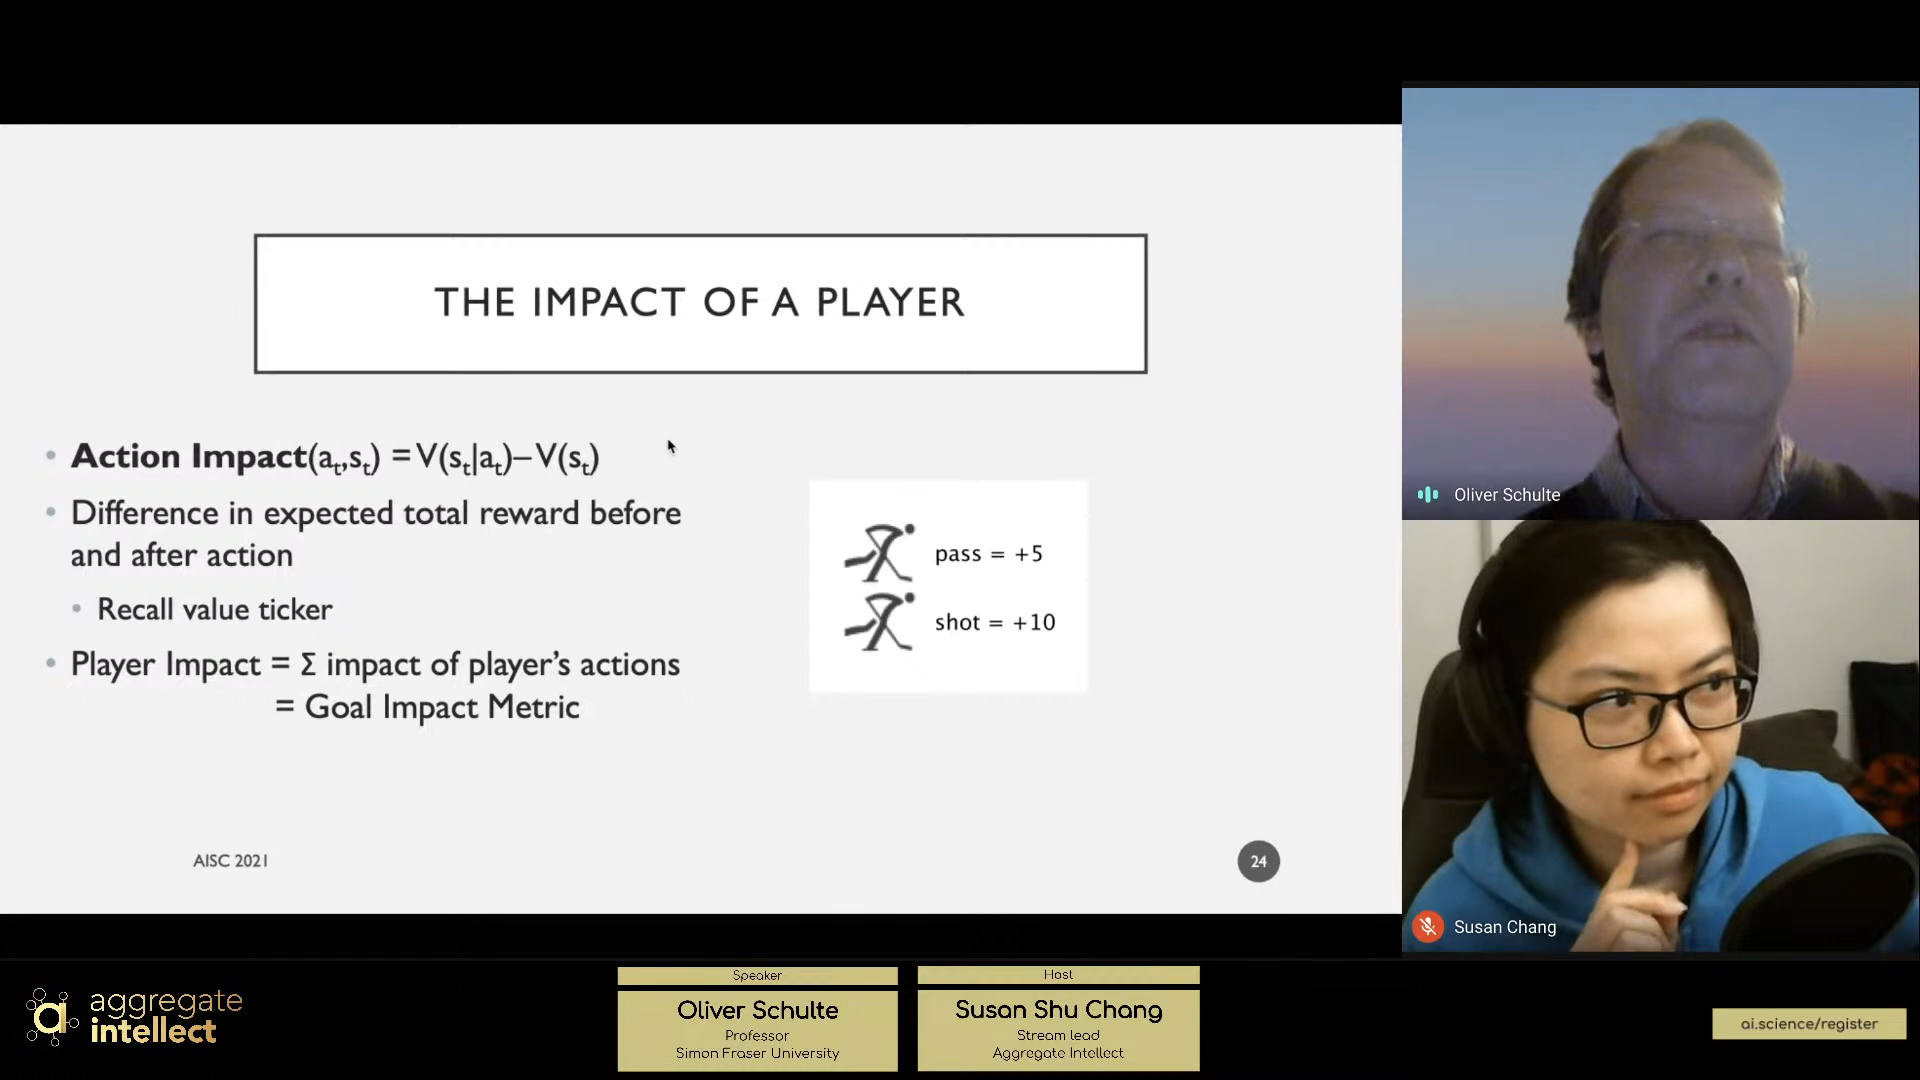 THE IMPACT OF A PLAYER
• Action Impact(at,st) = V(st|at)– V(st)
• Difference in expected total reward before
and after action
• Recall value ticker
• Player Impact = Σ impact of player’s actions
= Goal Impact Metric
pass = +5
shot = +10
AISC 2021
24
Oliver Schulte
Susan Chang
aggregate
intellect
Speaker
Oliver Schulte
Professor
Simon Fraser University
Host
Susan Shu Chang
Stream lead
Aggregate Intellect
ai.science/register